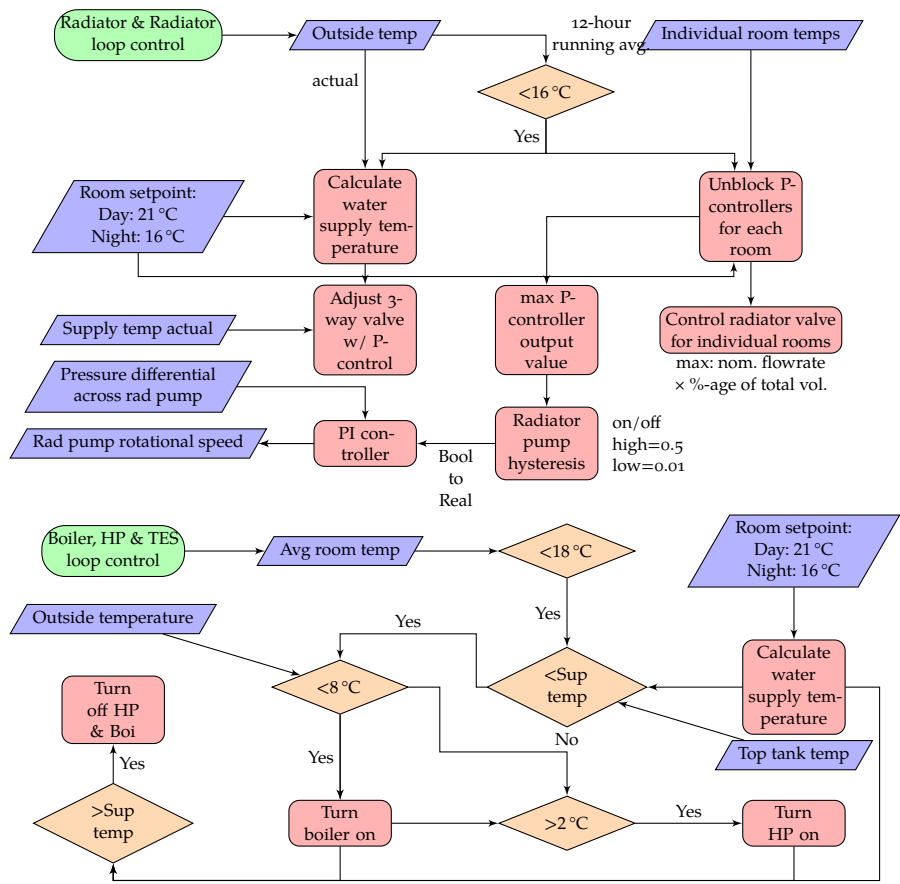 Radiator & Radiator
loop control
Outside temp
12-hour
running avg.
Individual room temps
actual
<16 °C
Yes
Room setpoint:
Day: 21 °C
Night: 16 °C
Calculate
water
supply tem-
perature
Unblock P-
controllers
for each
room
Supply temp actual
Adjust 3-
way valve
w/ P-
control
max P-
controller
output
value
Control radiator valve
for individual rooms
max: nom. flowrate
× %-age of total vol.
Pressure differential
across rad pump
Rad pump rotational speed
PI con-
troller
Bool
to
Real
Radiator
pump
hysteresis
on/off
high=0.5
low=0.01
Boiler, HP & TES
loop control
Avg room temp
<18 °C
Room setpoint:
Day: 21 °C
Night: 16 °C
Outside temperature
Yes
Yes
<8 °C
<Sup
temp
Calculate
water
supply tem-
perature
Turn
off HP
& Boi
No
Top tank temp
Yes
Yes
>Sup
temp
Turn
boiler on
>2 °C
Yes
Turn
HP on